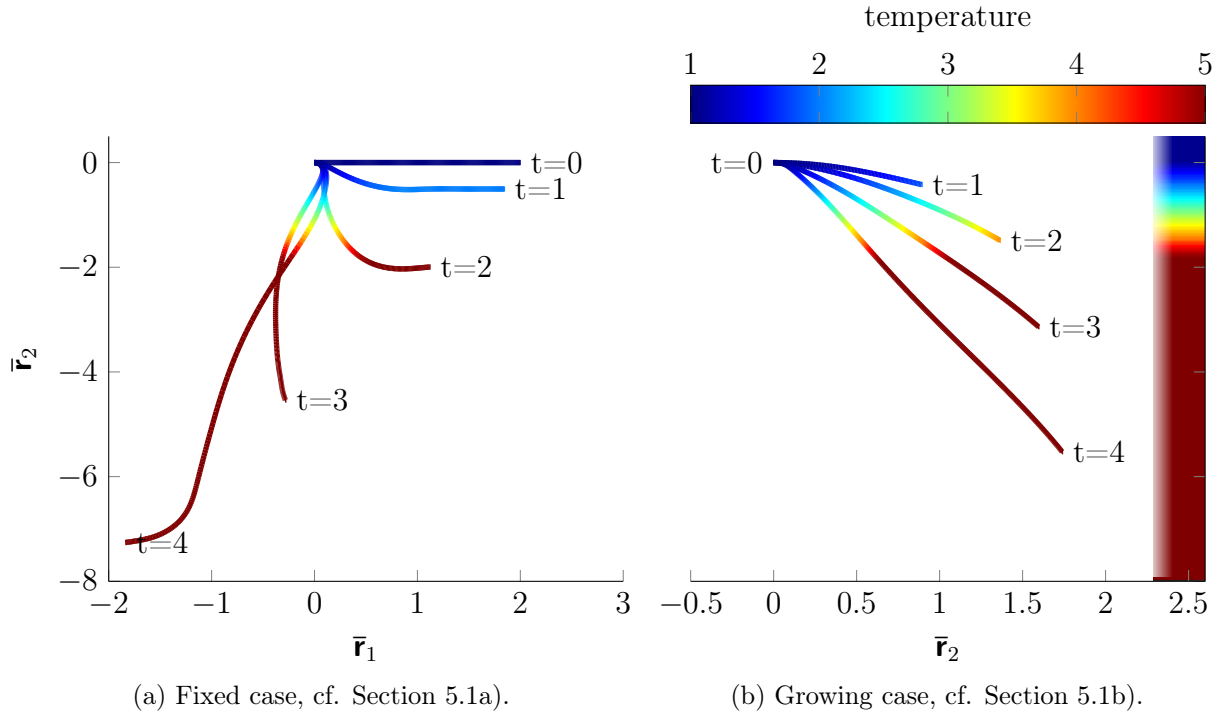 temperature
1 2 3 4 5
0 t=0 t=0
t=1 t=1
−2 t=2 t=2
t=3
−4 t=3
r̄₂
−6 t=4
t=4
−8
−2 −1 0 1 2 3 −0.5 0 0.5 1 1.5 2 2.5
r̄₁ r̄₂
(a) Fixed case, cf. Section 5.1a). (b) Growing case, cf. Section 5.1b).